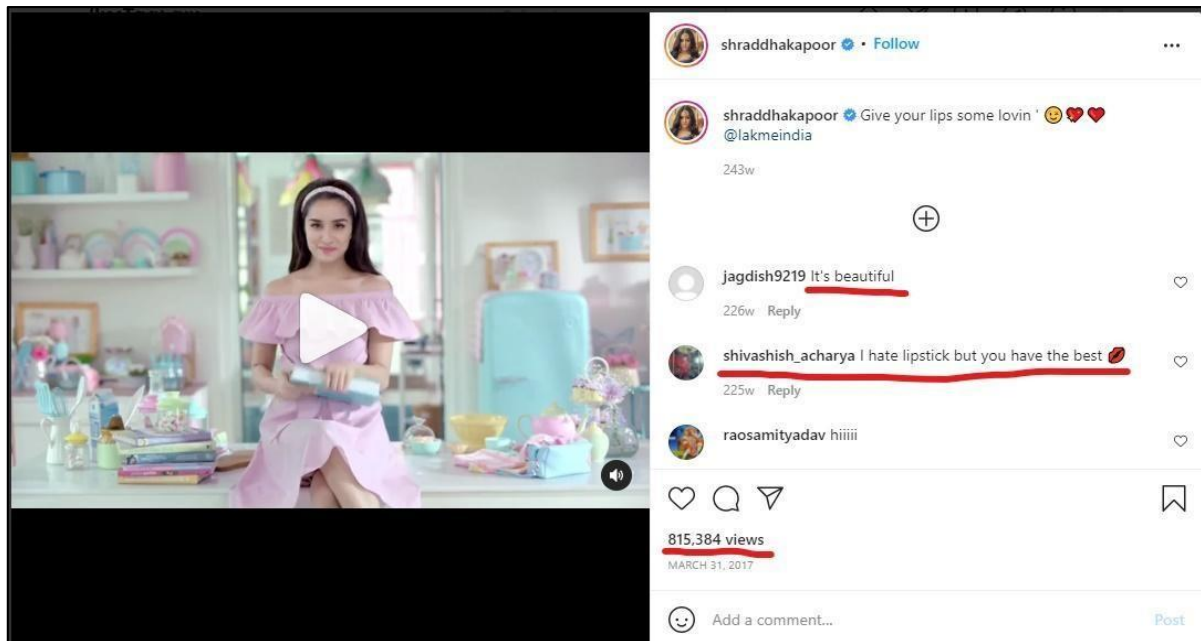 shraddhakapoor • Follow
shraddhakapoor Give your lips some lovin ' 😉💘❤️
@lakmeindia
243w
jagdish9219 It's beautiful
226w Reply
shivashish_acharya I hate lipstick but you have the best 💋
225w Reply
raosamityadav hiiiii
815,384 views
MARCH 31, 2017
Add a comment...
Post